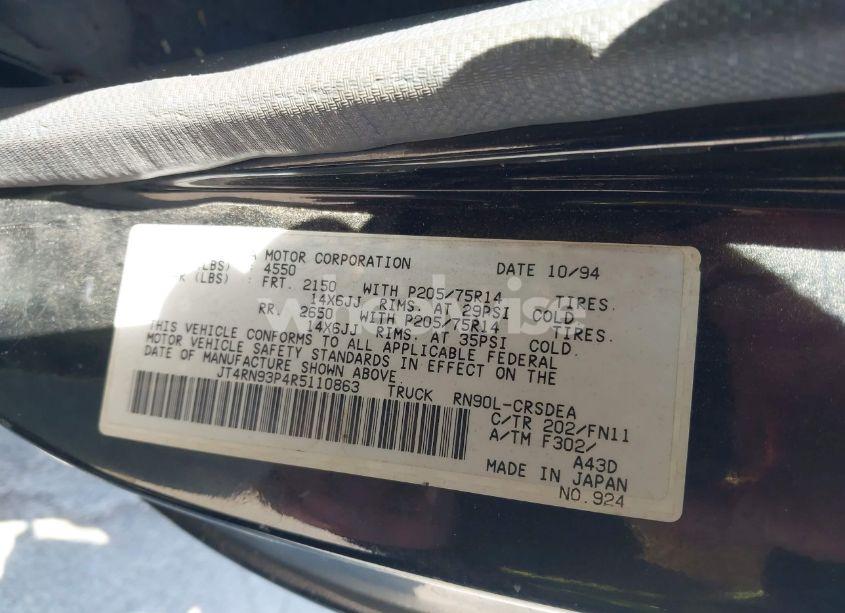 A MOTOR CORPORATION DATE 10/94
(LBS) : 4550
R (LBS) : FRT. 2150 WITH P205/75R14 TIRES.
14X6JJ RIMS. AT 29PSI COLD.
RR. 2650 WITH P205/75R14 TIRES.
14X6JJ RIMS. AT 35PSI COLD.
THIS VEHICLE CONFORMS TO ALL APPLICABLE FEDERAL
MOTOR VEHICLE SAFETY STANDARDS IN EFFECT ON THE
DATE OF MANUFACTURE SHOWN ABOVE.
JT4RN93P4R5110863 TRUCK RN90L-CRSDEA
C/TR 202/FN11
A/TM F302/
A43D
MADE IN JAPAN
NO.924